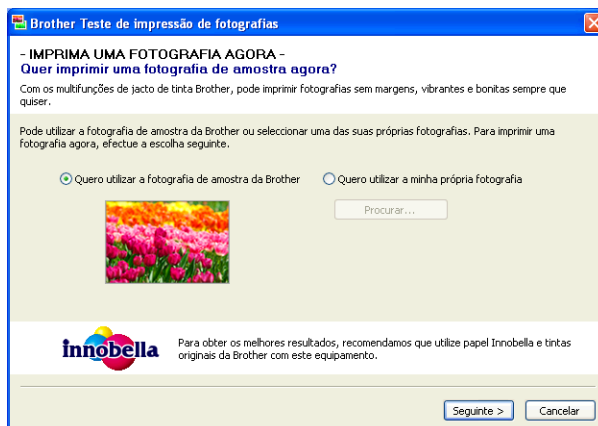 Brother Teste de impressão de fotografias
- IMPRIMA UMA FOTOGRAFIA AGORA -
Quer imprimir uma fotografia de amostra agora?
Com os multifunções de jacto de tinta Brother, pode imprimir fotografias sem margens, vibrantes e bonitas sempre que
quiser.
Pode utilizar a fotografia de amostra da Brother ou seleccionar uma das suas próprias fotografias. Para imprimir uma
fotografia agora, efectue a escolha seguinte.
Quero utilizar a fotografia de amostra da Brother
Quero utilizar a minha própria fotografia
Procurar...
innobella
Para obter os melhores resultados, recomendamos que utilize papel Innobella e tintas
originais da Brother com este equipamento.
Seguinte >
Cancelar